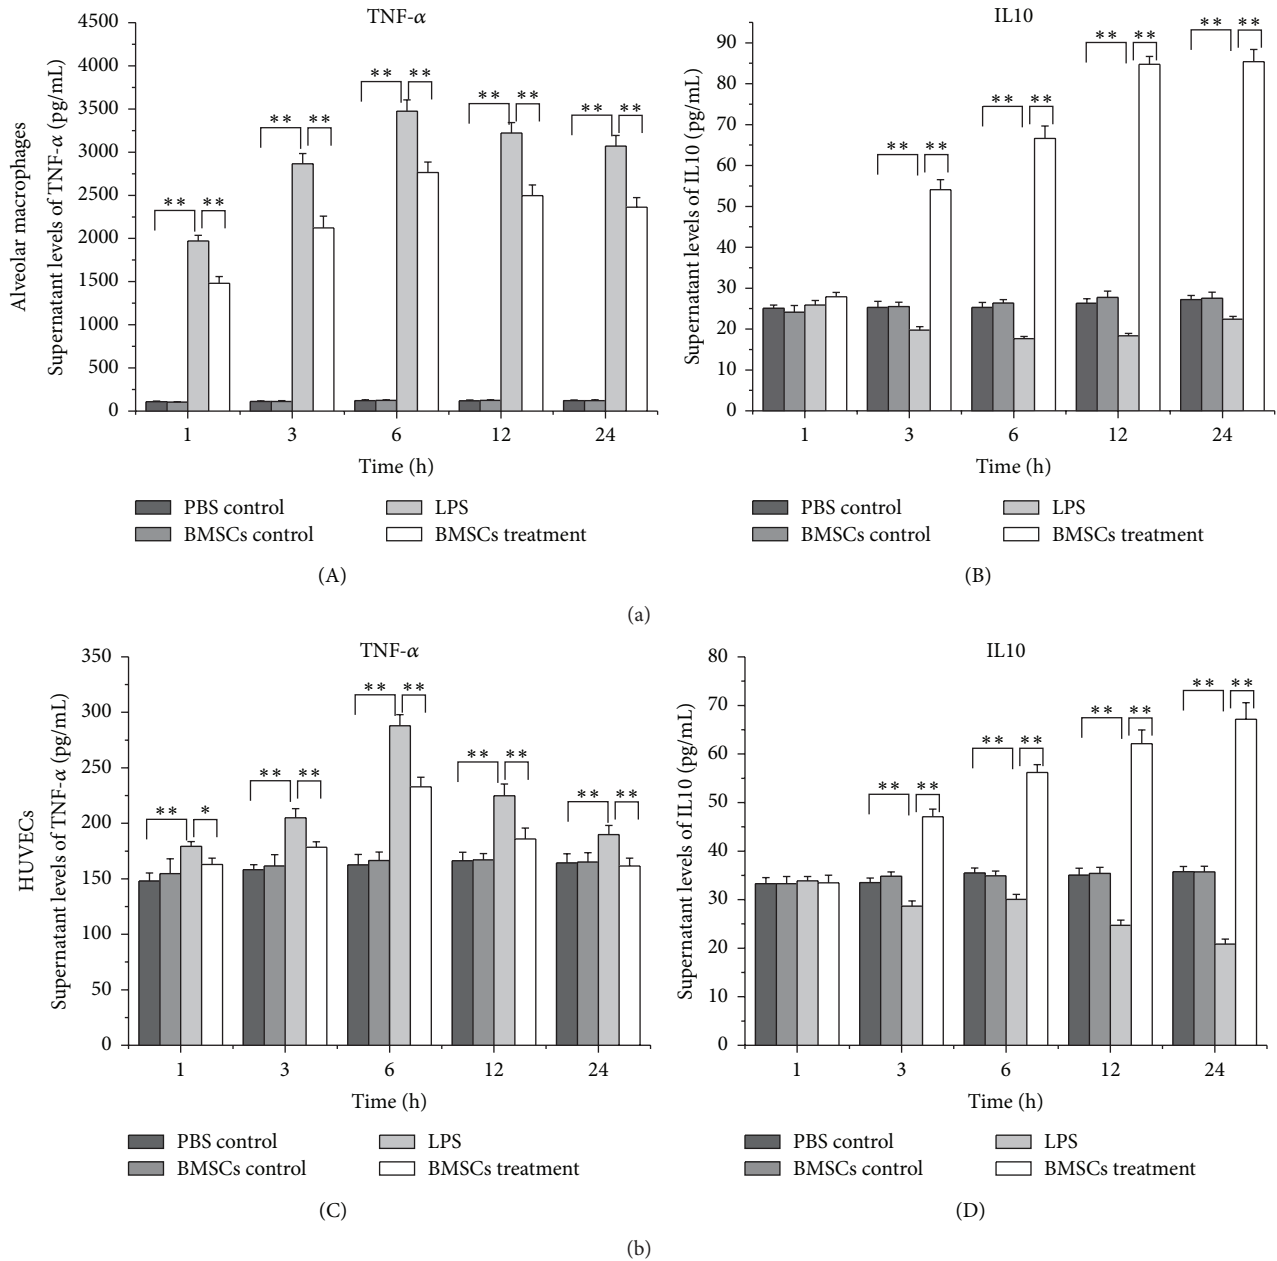 TNF-α
Alveolar macrophages
Supernatant levels of TNF-α (pg/mL)
4500
4000
3500
3000
2500
2000
1500
1000
500
0
** ** ** ** ** ** ** ** ** **
1 3 6 12 24
Time (h)
PBS control LPS
BMSCs control BMSCs treatment
(A)
IL10
Supernatant levels of IL10 (pg/mL)
90
80
70
60
50
40
30
20
10
0
** ** ** ** ** ** ** **
1 3 6 12 24
Time (h)
PBS control LPS
BMSCs control BMSCs treatment
(B)
(a)
TNF-α
HUVECs
Supernatant levels of TNF-α (pg/mL)
350
300
250
200
150
100
50
0
** * ** ** ** ** ** ** ** **
1 3 6 12 24
Time (h)
PBS control LPS
BMSCs control BMSCs treatment
(C)
IL10
Supernatant levels of IL10 (pg/mL)
80
70
60
50
40
30
20
10
0
** ** ** ** ** ** ** **
1 3 6 12 24
Time (h)
PBS control LPS
BMSCs control BMSCs treatment
(D)
(b)